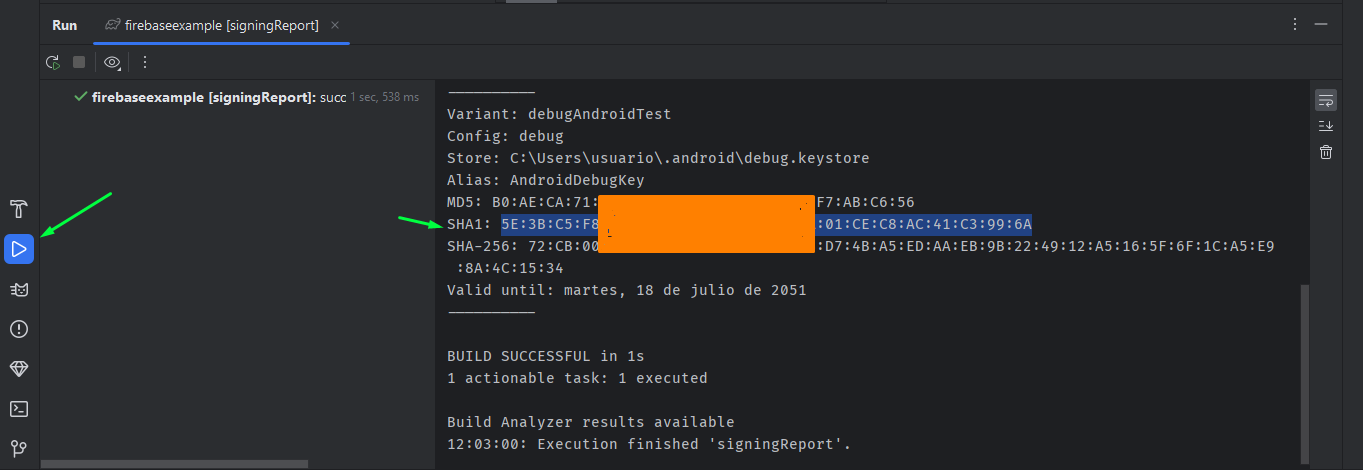 Run firebaseexample [signingReport]
firebaseexample [signingReport]: succ 1 sec, 538 ms
----------
Variant: debugAndroidTest
Config: debug
Store: C:\Users\usuario\.android\debug.keystore
Alias: AndroidDebugKey
MD5: B0:AE:CA:71: F7:AB:C6:56
SHA1: 5E:3B:C5:F8 :01:CE:C8:AC:41:C3:99:6A
SHA-256: 72:CB:00 :D7:4B:A5:ED:AA:EB:9B:22:49:12:A5:16:5F:6F:1C:A5:E9
:8A:4C:15:34
Valid until: martes, 18 de julio de 2051
----------
BUILD SUCCESSFUL in 1s
1 actionable task: 1 executed
Build Analyzer results available
12:03:00: Execution finished 'signingReport'.